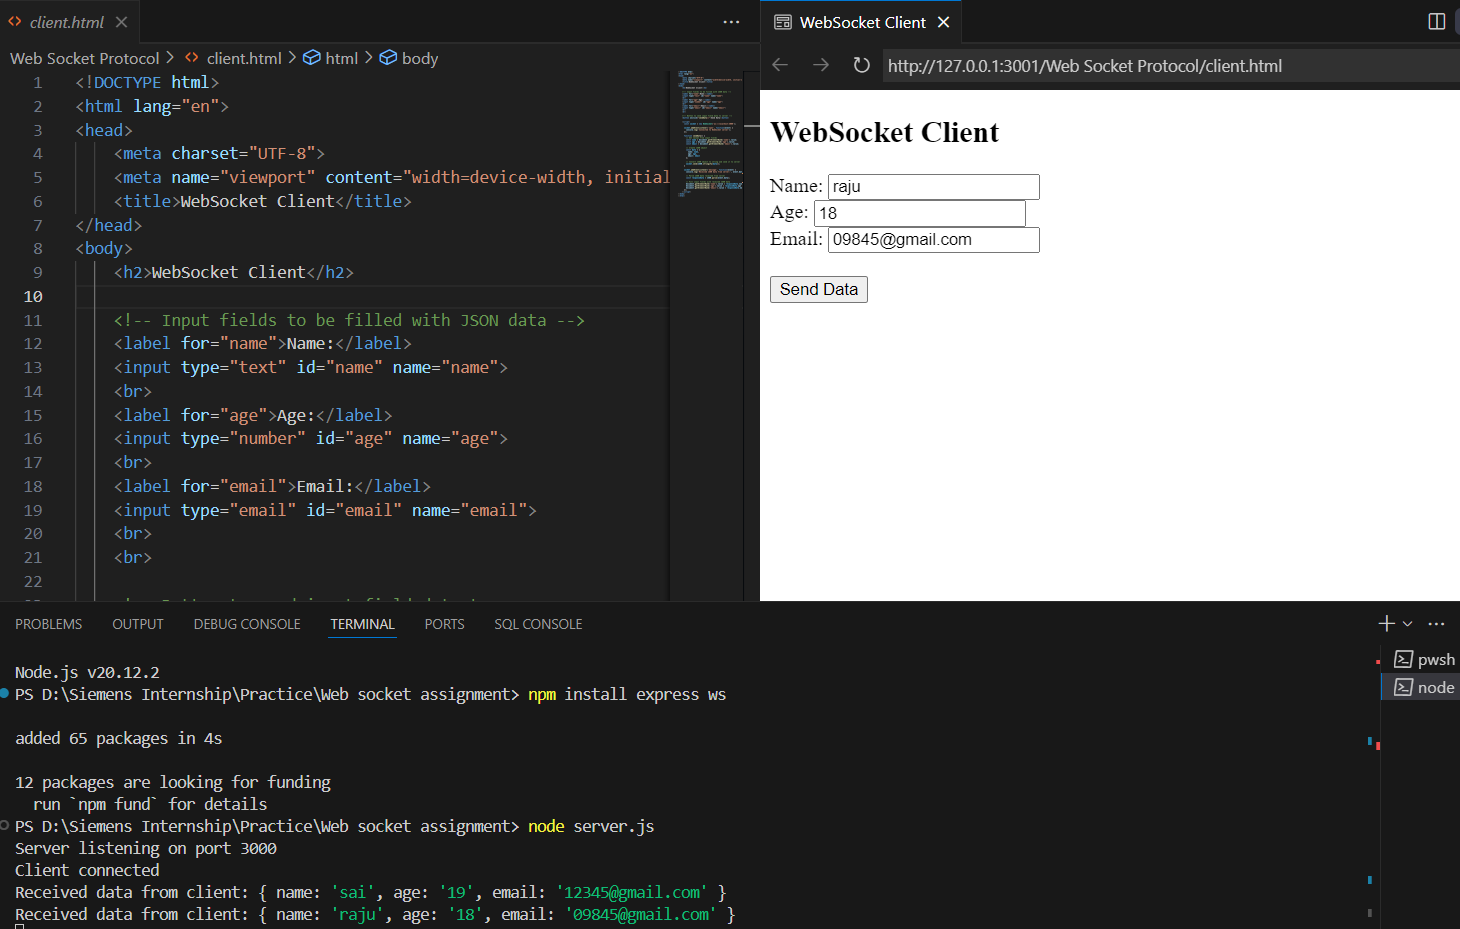 client.html
WebSocket Client
Web Socket Protocol > client.html > html > body
http://127.0.0.1:3001/Web Socket Protocol/client.html
1 <!DOCTYPE html>
2 <html lang="en">
3 <head>
4 <meta charset="UTF-8">
5 <meta name="viewport" content="width=device-width, initial
6 <title>WebSocket Client</title>
7 </head>
8 <body>
9 <h2>WebSocket Client</h2>
10
11 <!-- Input fields to be filled with JSON data -->
12 <label for="name">Name:</label>
13 <input type="text" id="name" name="name">
14 <br>
15 <label for="age">Age:</label>
16 <input type="number" id="age" name="age">
17 <br>
18 <label for="email">Email:</label>
19 <input type="email" id="email" name="email">
20 <br>
21 <br>
22
WebSocket Client
Name: raju
Age: 18
Email: 09845@gmail.com
Send Data
PROBLEMS OUTPUT DEBUG CONSOLE TERMINAL PORTS SQL CONSOLE
pwsh
node
Node.js v20.12.2
PS D:\Siemens Internship\Practice\Web socket assignment> npm install express ws
added 65 packages in 4s
12 packages are looking for funding
run `npm fund` for details
PS D:\Siemens Internship\Practice\Web socket assignment> node server.js
Server listening on port 3000
Client connected
Received data from client: { name: 'sai', age: '19', email: '12345@gmail.com' }
Received data from client: { name: 'raju', age: '18', email: '09845@gmail.com' }